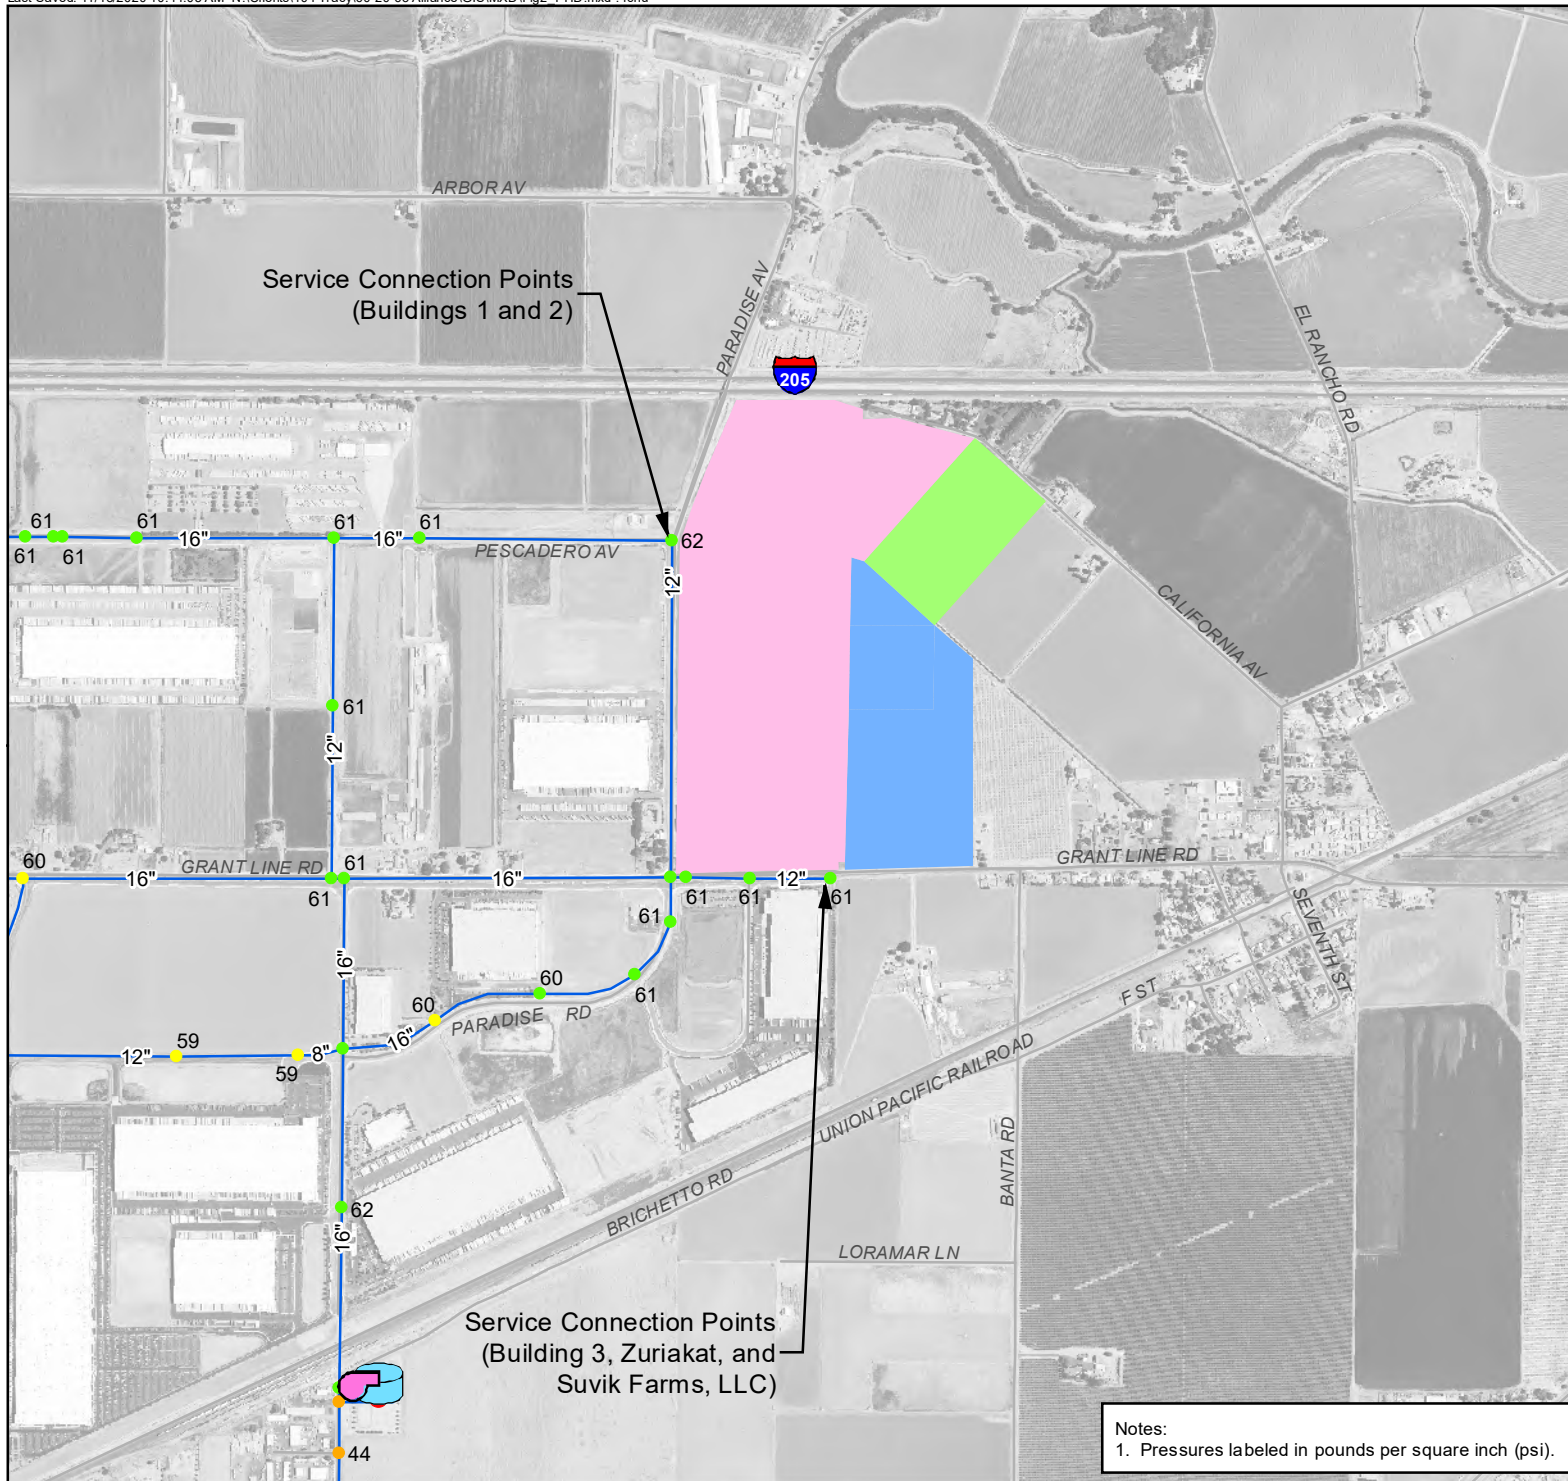 ARBOR AV
Service Connection Points
(Buildings 1 and 2)
PARADISE AV
EL RANCHO RD
205
61
61
61
61
61
61
16"
16"
PESCADERO AV
62
12"
CALIFORNIA AV
61
12"
60
GRANT LINE RD
16"
61
61
16"
61
61
12"
61
GRANT LINE RD
SEVENTH ST
61
16"
61
60
60
PARADISE RD
16"
F ST
12"
59
59
8"
UNION PACIFIC RAILROAD
BANTA RD
62
16"
BRICHETTO RD
LORAMAR LN
Service Connection Points
(Building 3, Zuriakat, and
Suvik Farms, LLC)
44
Notes:
1. Pressures labeled in pounds per square inch (psi).